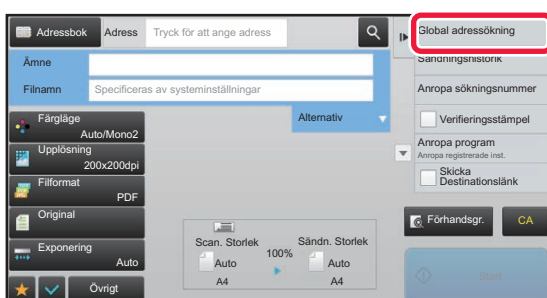 Adressbok
Adress
Tryck för att ange adress
Ämne
Filnamn
Specificeras av systeminställningar
Alternativ
Färgläge
Auto/Mono2
Upplösning
200x200dpi
Filformat
PDF
Original
Exponering
Auto
Övrigt
Scan. Storlek
100%
Sändn. Storlek
Auto
Auto
A4
A4
Global adressökning
Sändningshistorik
Anropa sökningsnummer
Verifieringsstämpel
Anropa program
Anropa registrerade inst.
Skicka
Destinationslänk
Förhandsgr.
CA
Start